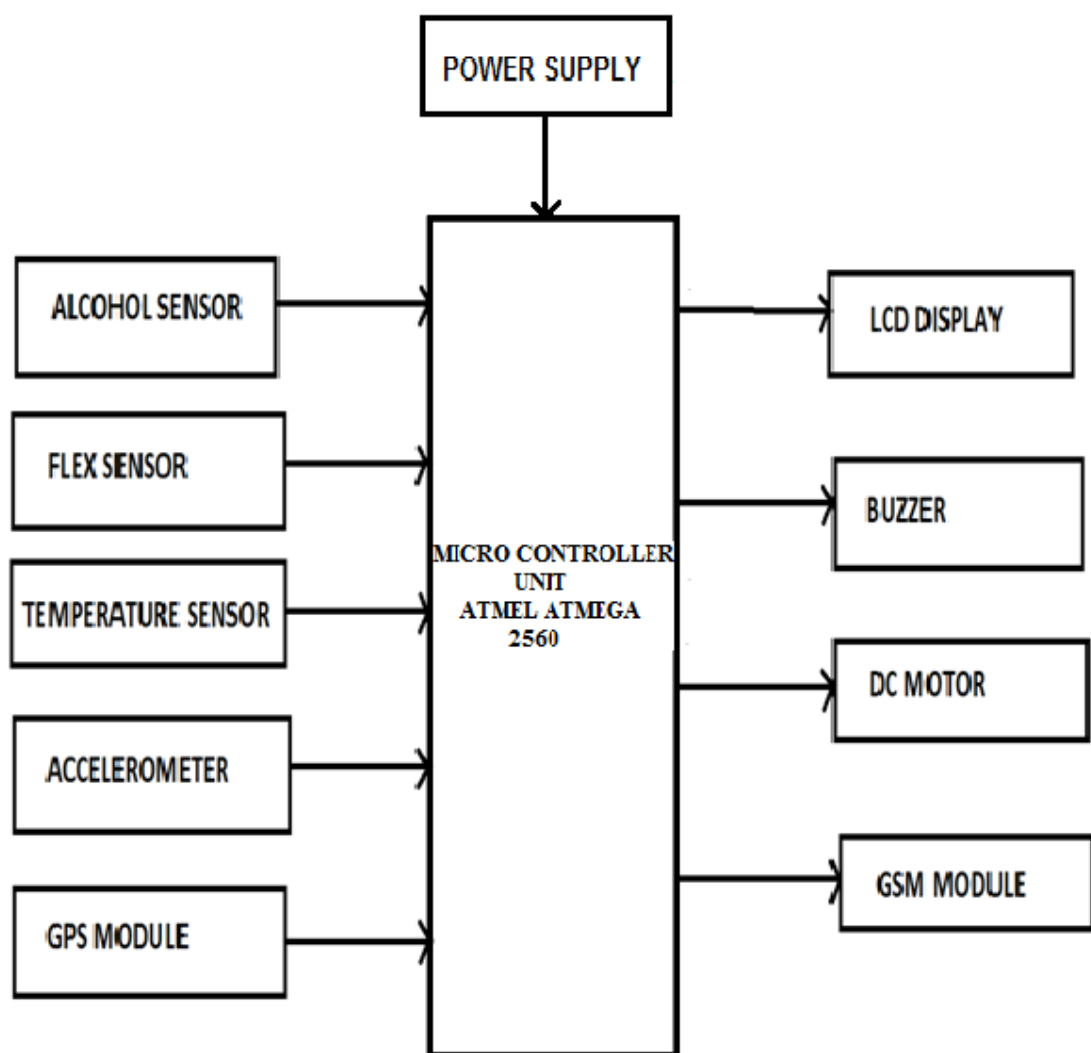 POWER SUPPLY
ALCOHOL SENSOR
FLEX SENSOR
TEMPERATURE SENSOR
ACCELEROMETER
GPS MODULE
MICRO CONTROLLER
UNIT
ATMEL ATMEGA
2560
LCD DISPLAY
BUZZER
DC MOTOR
GSM MODULE